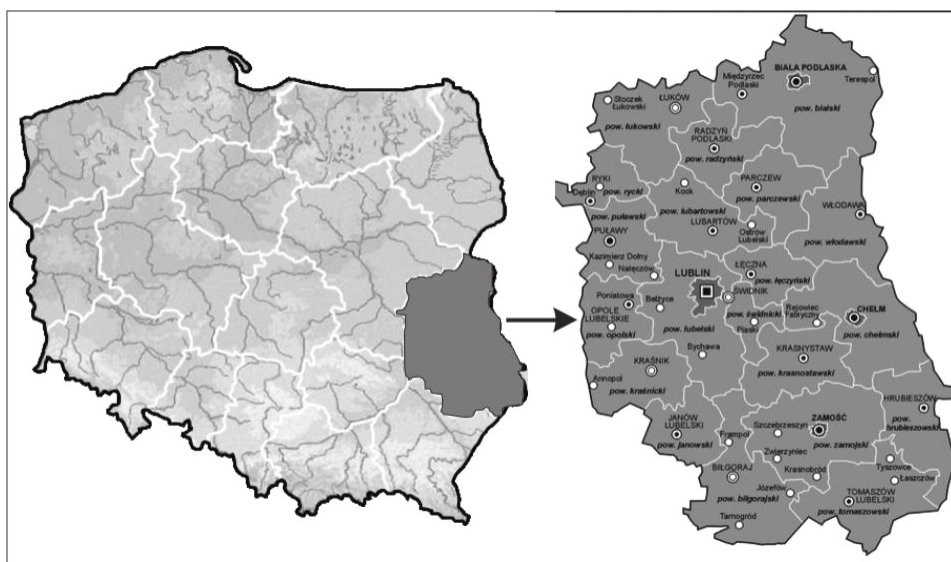 BIAŁA PODLASKA
Międzyrzec
Podlaski
Terespol
pow. bialski
Stoczek
Łukowski
ŁUKÓW
pow. łukowski
RADZYŃ
PODLASKI
pow. radzyński
RYKI
pow. rycki
Dęblin
Kock
PARCZEW
pow. parczewski
WŁODAWA
pow. puławski
pow. lubartowski
LUBARTÓW
Ostrów
Lubelski
PUŁAWY
pow. włodawski
Kazimierz Dolny
Nałęczów
LUBLIN
ŁĘCZNA
pow. łęczyński
ŚWIDNIK
Poniatowa
Bełżyce
OPOLE
LUBELSKIE
pow. opolski
pow. lubelski
pow. świdnicki
Piaski
Rejowiec
Fabryczny
CHEŁM
pow. chełmski
Bychawa
KRASNYSTAW
pow. krasnostawski
KRAŚNIK
Annopol
pow. kraśnicki
HRUBIESZÓW
pow.
hrubieszowski
JANÓW
LUBELSKI
pow. janowski
Frampol
Szczebrzeszyn
ZAMOŚĆ
pow. zamojski
Zwierzyniec
Krasnobród
Tyszowce
Łaszczów
BIŁGORAJ
pow. biłgorajski
Józefów
TOMASZÓW
LUBELSKI
pow. tomaszowski
Tarnogród